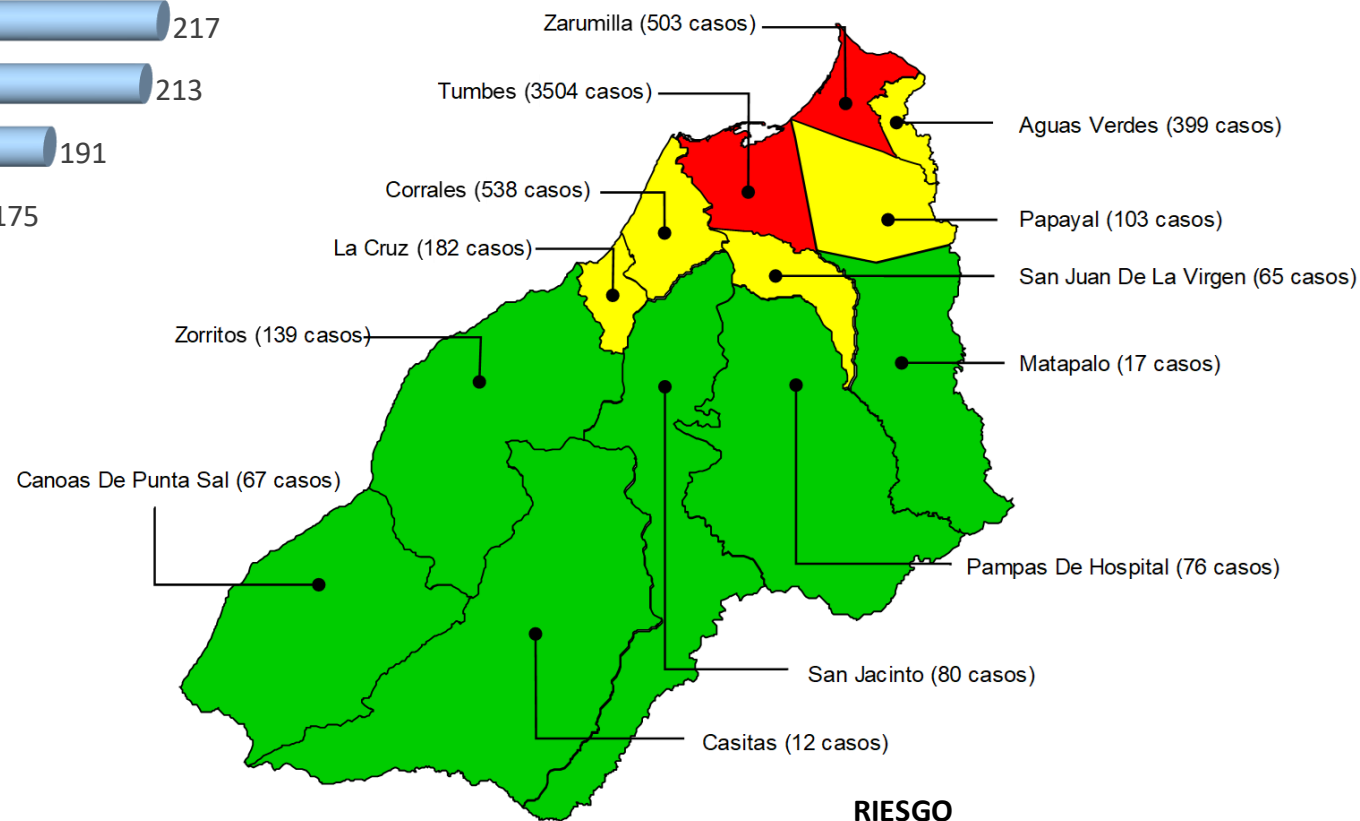 217
213
191
175
Zarumilla (503 casos)
Tumbes (3504 casos)
Aguas Verdes (399 casos)
Corrales (538 casos)
Papayal (103 casos)
La Cruz (182 casos)
San Juan De La Virgen (65 casos)
Zorritos (139 casos)
Matapalo (17 casos)
Canoas De Punta Sal (67 casos)
Pampas De Hospital (76 casos)
San Jacinto (80 casos)
Casitas (12 casos)
RIESGO